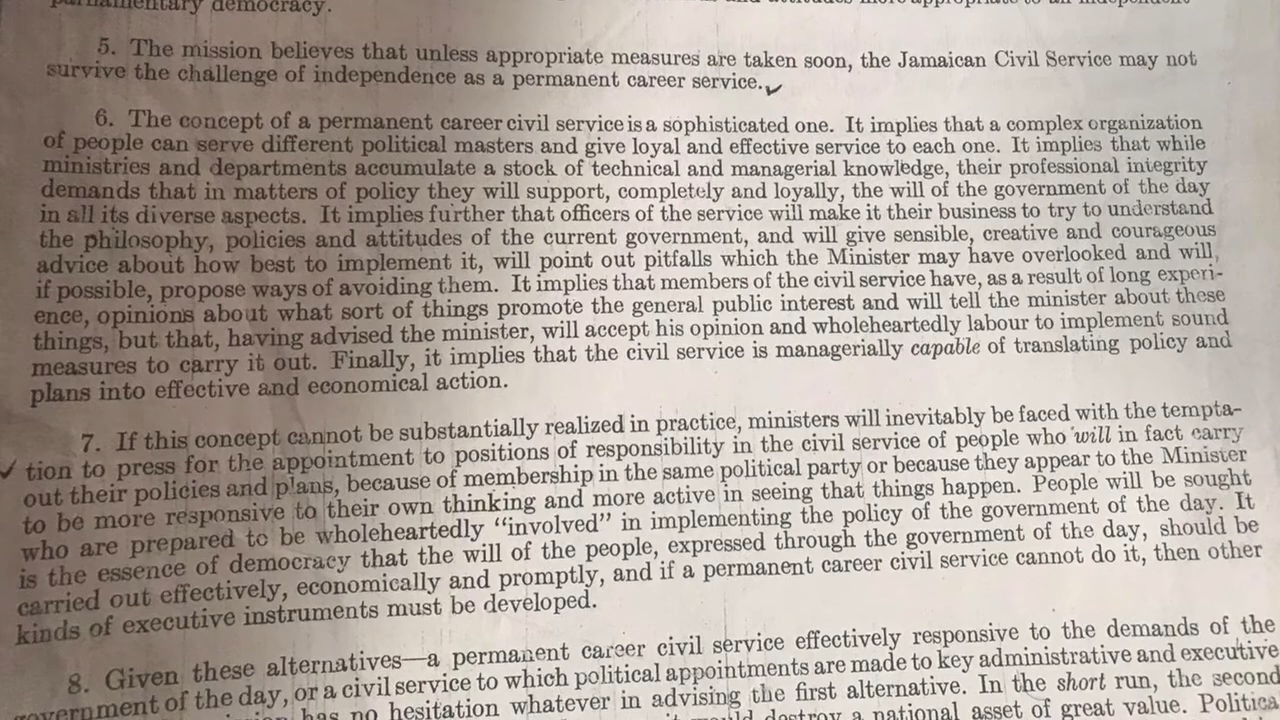 parliamentary democracy.
5. The mission believes that unless appropriate measures are taken soon, the Jamaican Civil Service may not
survive the challenge of independence as a permanent career service.
6. The concept of a permanent career civil service is a sophisticated one. It implies that a complex organization
of people can serve different political masters and give loyal and effective service to each one. It implies that while
ministries and departments accumulate a stock of technical and managerial knowledge, their professional integrity
demands that in matters of policy they will support, completely and loyally, the will of the government of the day
in all its diverse aspects. It implies further that officers of the service will make it their business to try to understand
the philosophy, policies and attitudes of the current government, and will give sensible, creative and courageous
advice about how best to implement it, will point out pitfalls which the Minister may have overlooked and will,
if possible, propose ways of avoiding them. It implies that members of the civil service have, as a result of long experi-
ence, opinions about what sort of things promote the general public interest and will tell the minister about these
things, but that, having advised the minister, will accept his opinion and wholeheartedly labour to implement sound
measures to carry it out. Finally, it implies that the civil service is managerially capable of translating policy and
plans into effective and economical action.
7. If this concept cannot be substantially realized in practice, ministers will inevitably be faced with the tempta-
tion to press for the appointment to positions of responsibility in the civil service of people who will in fact carry
out their policies and plans, because of membership in the same political party or because they appear to the Minister
to be more responsive to their own thinking and more active in seeing that things happen. People will be sought
who are prepared to be wholeheartedly "involved" in implementing the policy of the government of the day. It
is the essence of democracy that the will of the people, expressed through the government of the day, should be
carried out effectively, economically and promptly, and if a permanent career civil service cannot do it, then other
kinds of executive instruments must be developed.
8. Given these alternatives—a permanent career civil service effectively responsive to the demands of the
government of the day, or a civil service to which political appointments are made to key administrative and executive
has no hesitation whatever in advising the first alternative. In the short run, the second
destroy a national asset of great value.